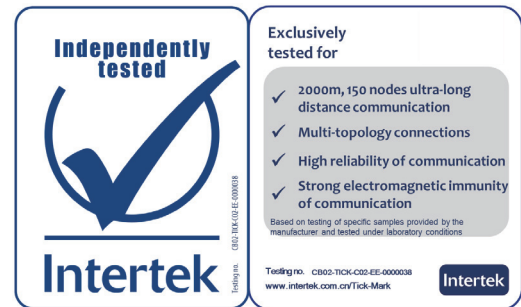 Independently
tested
Intertek
Testing no. CB02-TICK-C02-EE-0000038
Exclusively
tested for
✓ 2000m, 150 nodes ultra-long
distance communication
✓ Multi-topology connections
✓ High reliability of communication
✓ Strong electromagnetic immunity
of communication
Based on testing of specific samples provided by the
manufacturer and tested under laboratory conditions
Testing no. CB02-TICK-C02-EE-0000038
www.intertek.com.cn/Tick-Mark
Intertek